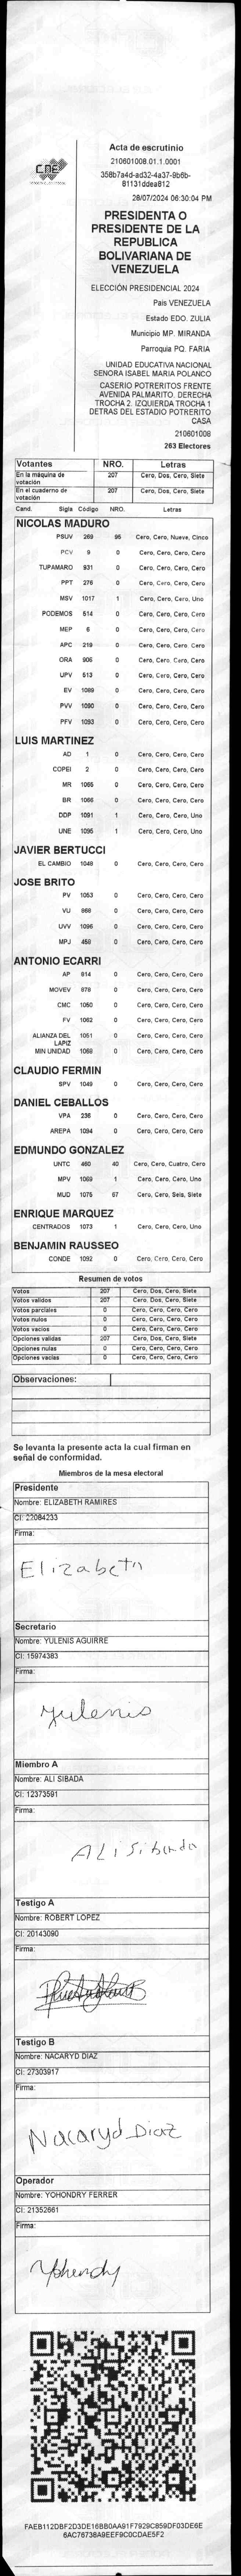 Acta de escrutinio
210601008.01.1.0001
358b7a4d-ad32-4a37-9b6b-
81131ddea812
28/07/2024 06:30:04 PM
CNE
PRESIDENTA O
PRESIDENTE DE LA
REPUBLICA
BOLIVARIANA DE
VENEZUELA
ELECCIÓN PRESIDENCIAL 2024
Pais VENEZUELA
Estado EDO. ZULIA
Municipio MP. MIRANDA
Parroquia PQ. FARIA
UNIDAD EDUCATIVA NACIONAL
SENORA ISABEL MARIA POLANCO
CASERIO POTRERITOS FRENTE
AVENIDA PALMARITO. DERECHA
TROCHA 2. IZQUIERDA TROCHA 1
DETRAS DEL ESTADIO POTRERITO
CASA
210601008
263 Electores
Votantes NRO. Letras
En la máquina de votación 207 Cero, Dos, Cero, Siete
En el cuaderno de votación 207 Cero, Dos, Cero, Siete
Cand. Sigla Código NRO. Letras
NICOLAS MADURO
PSUV 269 95 Cero, Cero, Nueve, Cinco
PCV 9 0 Cero, Cero, Cero, Cero
TUPAMARO 931 0 Cero, Cero, Cero, Cero
PPT 276 0 Cero, Cero, Cero, Cero
MSV 1017 1 Cero, Cero, Cero, Uno
PODEMOS 514 0 Cero, Cero, Cero, Cero
MEP 6 0 Cero, Cero, Cero, Cero
APC 219 0 Cero, Cero, Cero, Cero
ORA 906 0 Cero, Cero, Cero, Cero
UPV 513 0 Cero, Cero, Cero, Cero
EV 1089 0 Cero, Cero, Cero, Cero
PVV 1090 0 Cero, Cero, Cero, Cero
PFV 1093 0 Cero, Cero, Cero, Cero
LUIS MARTINEZ
AD 1 0 Cero, Cero, Cero, Cero
COPEI 2 0 Cero, Cero, Cero, Cero
MR 1065 0 Cero, Cero, Cero, Cero
BR 1066 0 Cero, Cero, Cero, Cero
DDP 1091 1 Cero, Cero, Cero, Uno
UNE 1095 1 Cero, Cero, Cero, Uno
JAVIER BERTUCCI
EL CAMBIO 1048 0 Cero, Cero, Cero, Cero
JOSE BRITO
PV 1053 0 Cero, Cero, Cero, Cero
VU 868 0 Cero, Cero, Cero, Cero
UVV 1096 0 Cero, Cero, Cero, Cero
MPJ 458 0 Cero, Cero, Cero, Cero
ANTONIO ECARRI
AP 814 0 Cero, Cero, Cero, Cero
MOVEV 878 0 Cero, Cero, Cero, Cero
CMC 1050 0 Cero, Cero, Cero, Cero
FV 1062 0 Cero, Cero, Cero, Cero
ALIANZA DEL LAPIZ 1051 0 Cero, Cero, Cero, Cero
MIN UNIDAD 1059 0 Cero, Cero, Cero, Cero
CLAUDIO FERMIN
SPV 1049 0 Cero, Cero, Cero, Cero
DANIEL CEBALLOS
VPA 236 0 Cero, Cero, Cero, Cero
AREPA 1094 0 Cero, Cero, Cero, Cero
EDMUNDO GONZALEZ
UNTC 460 40 Cero, Cero, Cuatro, Cero
MPV 1069 1 Cero, Cero, Cero, Uno
MUD 1075 67 Cero, Cero, Seis, Siete
ENRIQUE MARQUEZ
CENTRADOS 1073 1 Cero, Cero, Cero, Uno
BENJAMIN RAUSSEO
CONDE 1092 0 Cero, Cero, Cero, Cero
Resumen de votos
Votos 207 Cero, Dos, Cero, Siete
Votos validos 207 Cero, Dos, Cero, Siete
Votos parciales 0 Cero, Cero, Cero, Cero
Votos nulos 0 Cero, Cero, Cero, Cero
Votos vacios 0 Cero, Cero, Cero, Cero
Opciones validas 207 Cero, Dos, Cero, Siete
Opciones nulas 0 Cero, Cero, Cero, Cero
Opciones vacias 0 Cero, Cero, Cero, Cero
Observaciones:
Se levanta la presente acta la cual firman en
señal de conformidad.
Miembros de la mesa electoral
Presidente
Nombre: ELIZABETH RAMIRES
CI: 22084233
Firma:
Elizabeth
Secretario
Nombre: YULENIS AGUIRRE
CI: 15974383
Firma:
Yulenis
Miembro A
Nombre: ALI SIBADA
CI: 12373591
Firma:
Testigo A
Nombre: ROBERT LOPEZ
CI: 20143090
Firma:
Testigo B
Nombre: NACARYD DIAZ
CI: 27303917
Firma:
Nacaryd Diaz
Operador
Nombre: YOHONDRY FERRER
CI: 21352661
Firma:
FAEB112DBF2D3DE16BB0AA91F7929C859DF03DE6E
6AC76738A9EEF9C0CDAE5F2